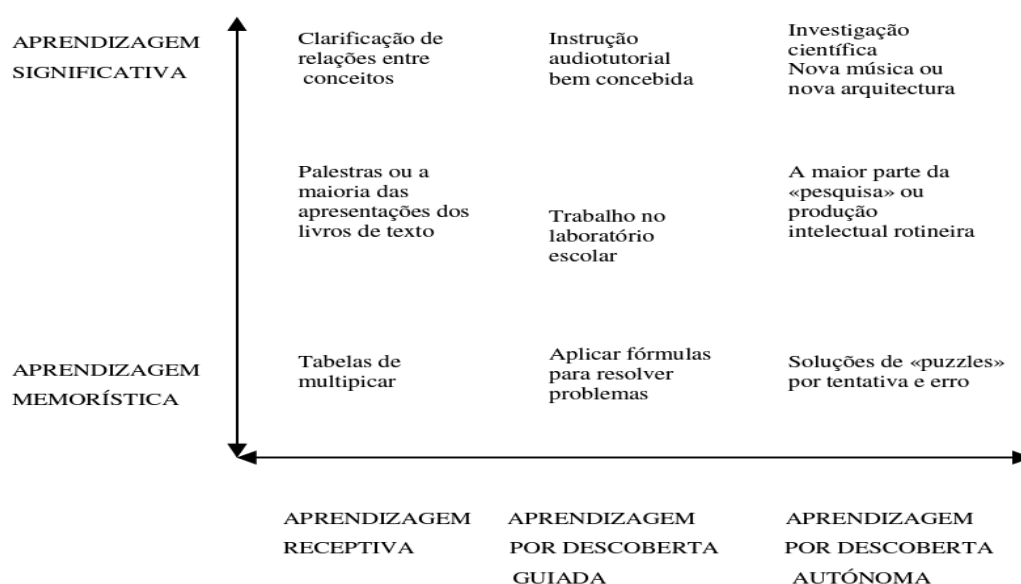 APRENDIZAGEM
SIGNIFICATIVA
Clarificação de
relações entre
conceitos
Instrução
audiotutorial
bem concebida
Investigação
científica
Nova música ou
nova arquitectura
Palestras ou a
maioria das
apresentações dos
livros de texto
Trabalho no
laboratório
escolar
A maior parte da
«pesquisa» ou
produção
intelectual rotineira
APRENDIZAGEM
MEMORÍSTICA
Tabelas de
multipicar
Aplicar fórmulas
para resolver
problemas
Soluções de «puzzles»
por tentativa e erro
APRENDIZAGEM
RECEPTIVA
APRENDIZAGEM
POR DESCOBERTA
GUIADA
APRENDIZAGEM
POR DESCOBERTA
AUTÓNOMA